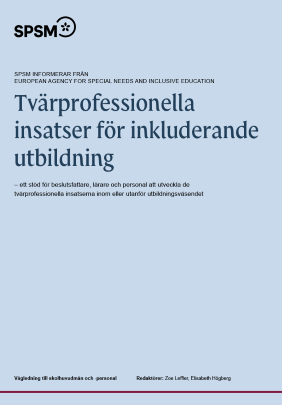 SPSM
SPSM INFORMERAR FRÅN
EUROPEAN AGENCY FOR SPECIAL NEEDS AND INCLUSIVE EDUCATION
Tvärprofessionella
insatser för inkluderande
utbildning
– ett stöd för beslutsfattare, lärare och personal att utveckla de
tvärprofessionella insatserna inom eller utanför utbildningsväsendet
Vägledning till skolhuvudmän och -personal Redaktörer: Zoe Leffler, Elisabeth Högberg